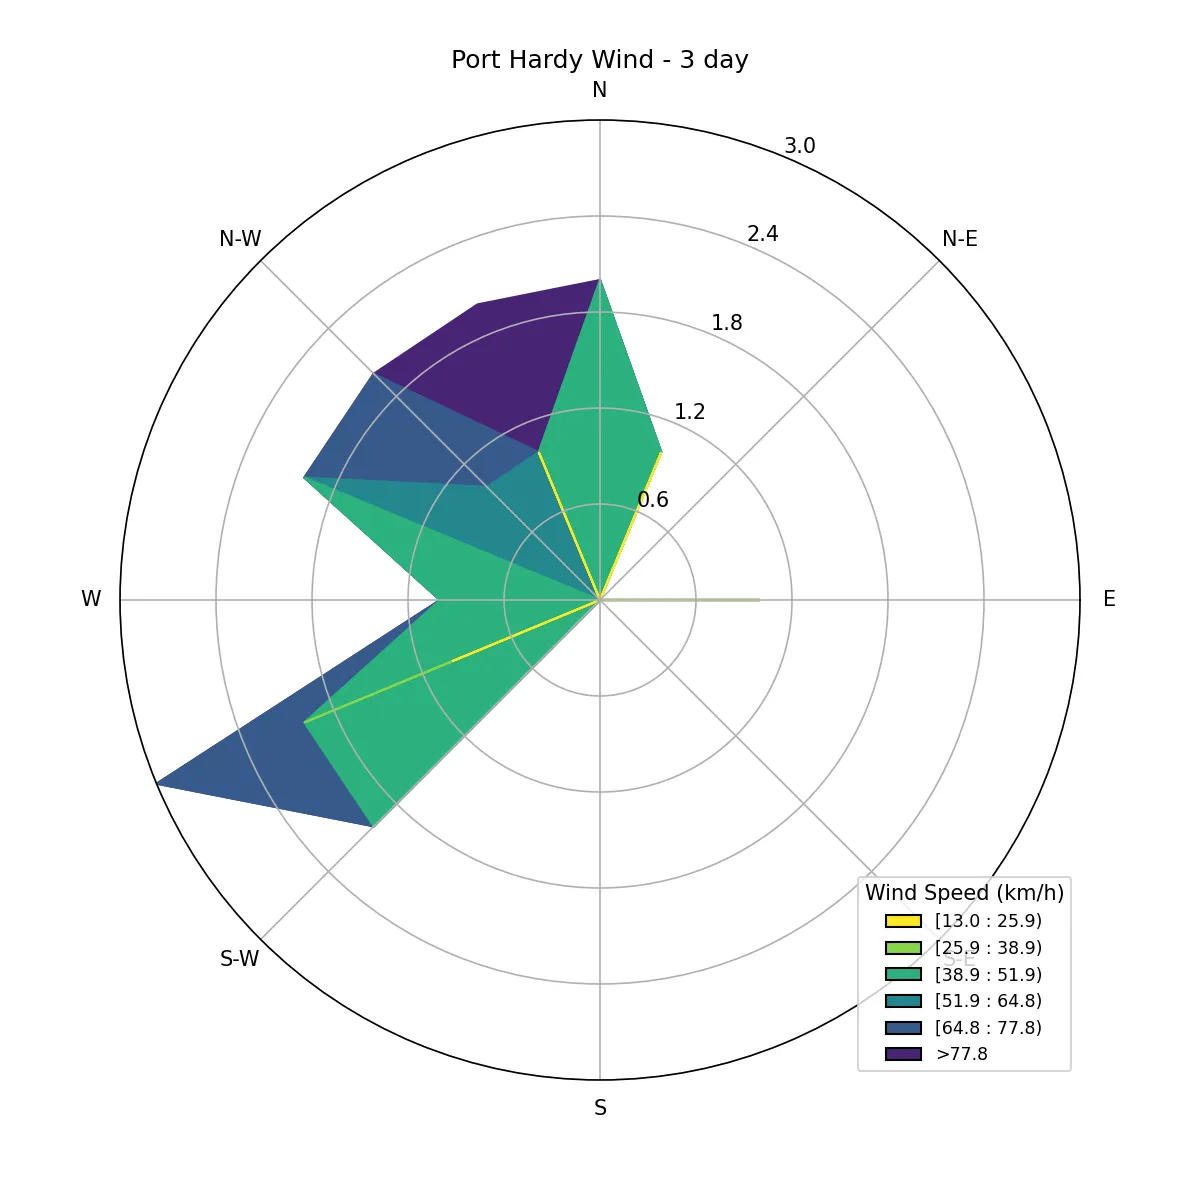 Port Hardy Wind - 3 day
N
3.0
N-W
2.4
N-E
1.8
1.2
0.6
W
E
S-W
S-E
S
Wind Speed (km/h)
[13.0 : 25.9)
[25.9 : 38.9)
[38.9 : 51.9)
[51.9 : 64.8)
[64.8 : 77.8)
>77.8